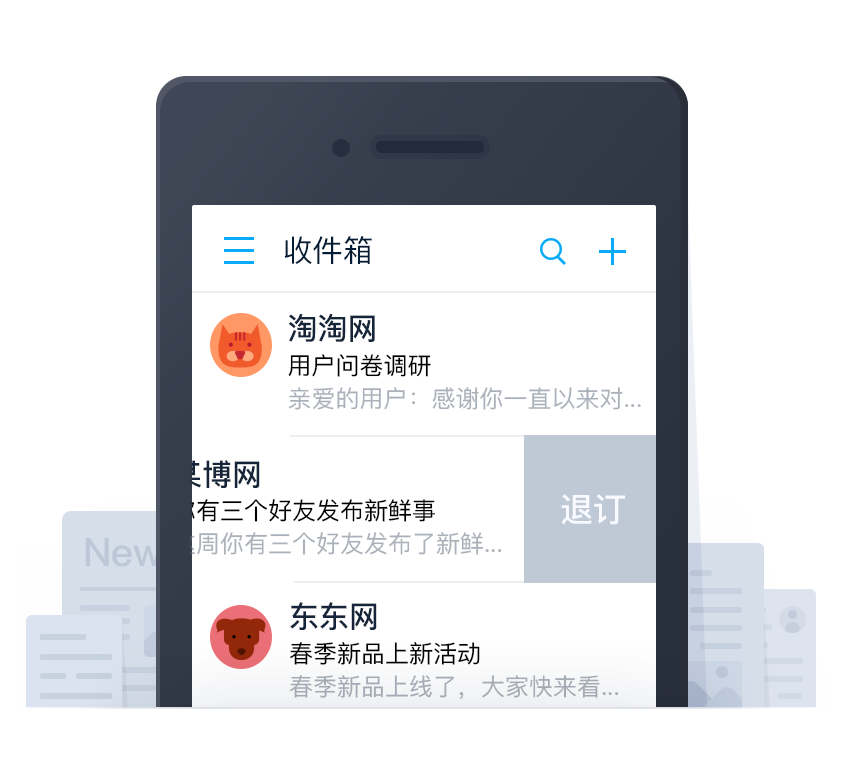 收件箱
淘淘网
用户问卷调研
亲爱的用户：感谢你一直以来对...
某博网
你有三个好友发布新鲜事
周你有三个好友发布了新鲜...
退订
New
东东网
春季新品上新活动
春季新品上线了，大家快来看...